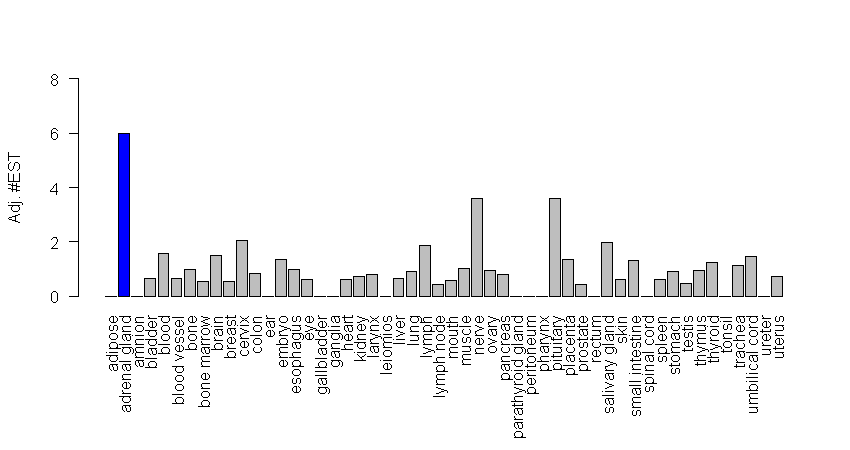 8
6
4
2
0
Adj. #EST
adipose
adrenal gland
amnion
bladder
blood
blood vessel
bone
bone marrow
brain
breast
cervix
colon
ear
embryo
esophagus
eye
gallbladder
ganglia
heart
kidney
larynx
leiomios
liver
lung
lymph
lymph node
mouth
muscle
nerve
ovary
pancreas
parathyroid gland
peritoneum
pharynx
pituitary
placenta
prostate
rectum
salivary gland
skin
small intestine
spinal cord
spleen
stomach
testis
thymus
thyroid
tonsil
trachea
umbilical cord
ureter
uterus